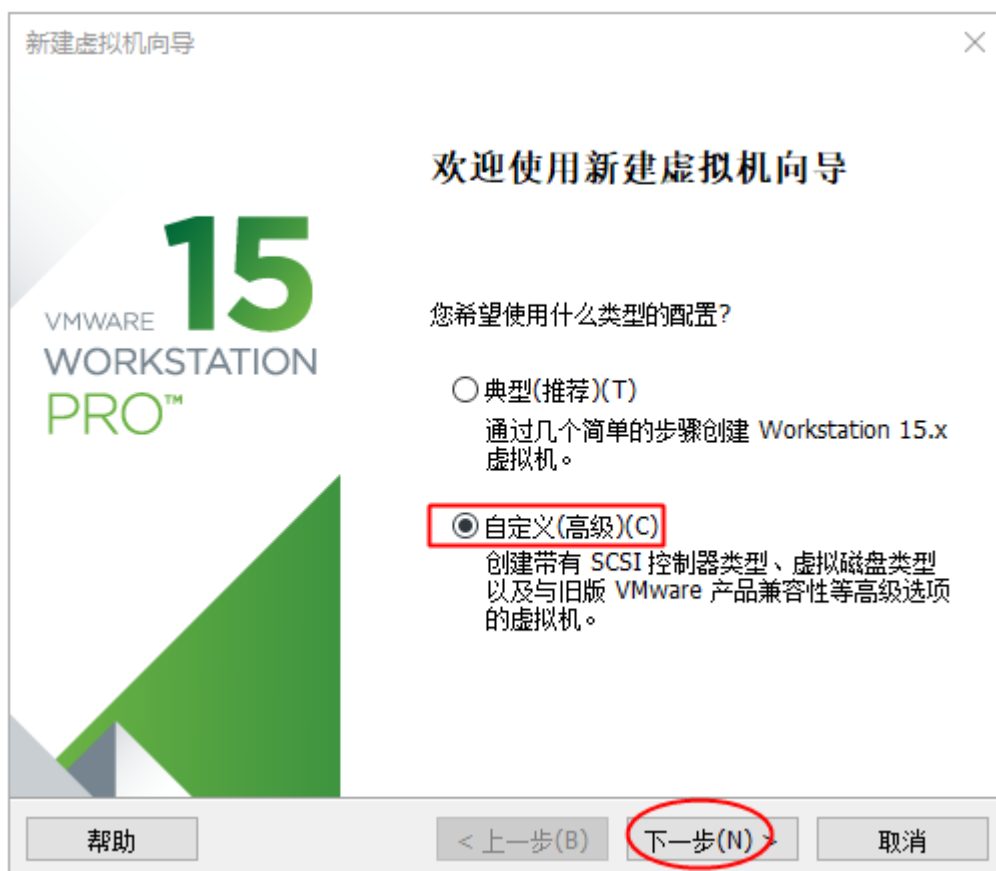 新建虚拟机向导
欢迎使用新建虚拟机向导
15
VMWARE
WORKSTATION
PRO™
您希望使用什么类型的配置?
典型(推荐)(T)
通过几个简单的步骤创建 Workstation 15.x
虚拟机。
自定义(高级)(C)
创建带有 SCSI 控制器类型、虚拟磁盘类型
以及与旧版 VMware 产品兼容性等高级选项
的虚拟机。
帮助
< 上一步(B)
下一步(N) >
取消